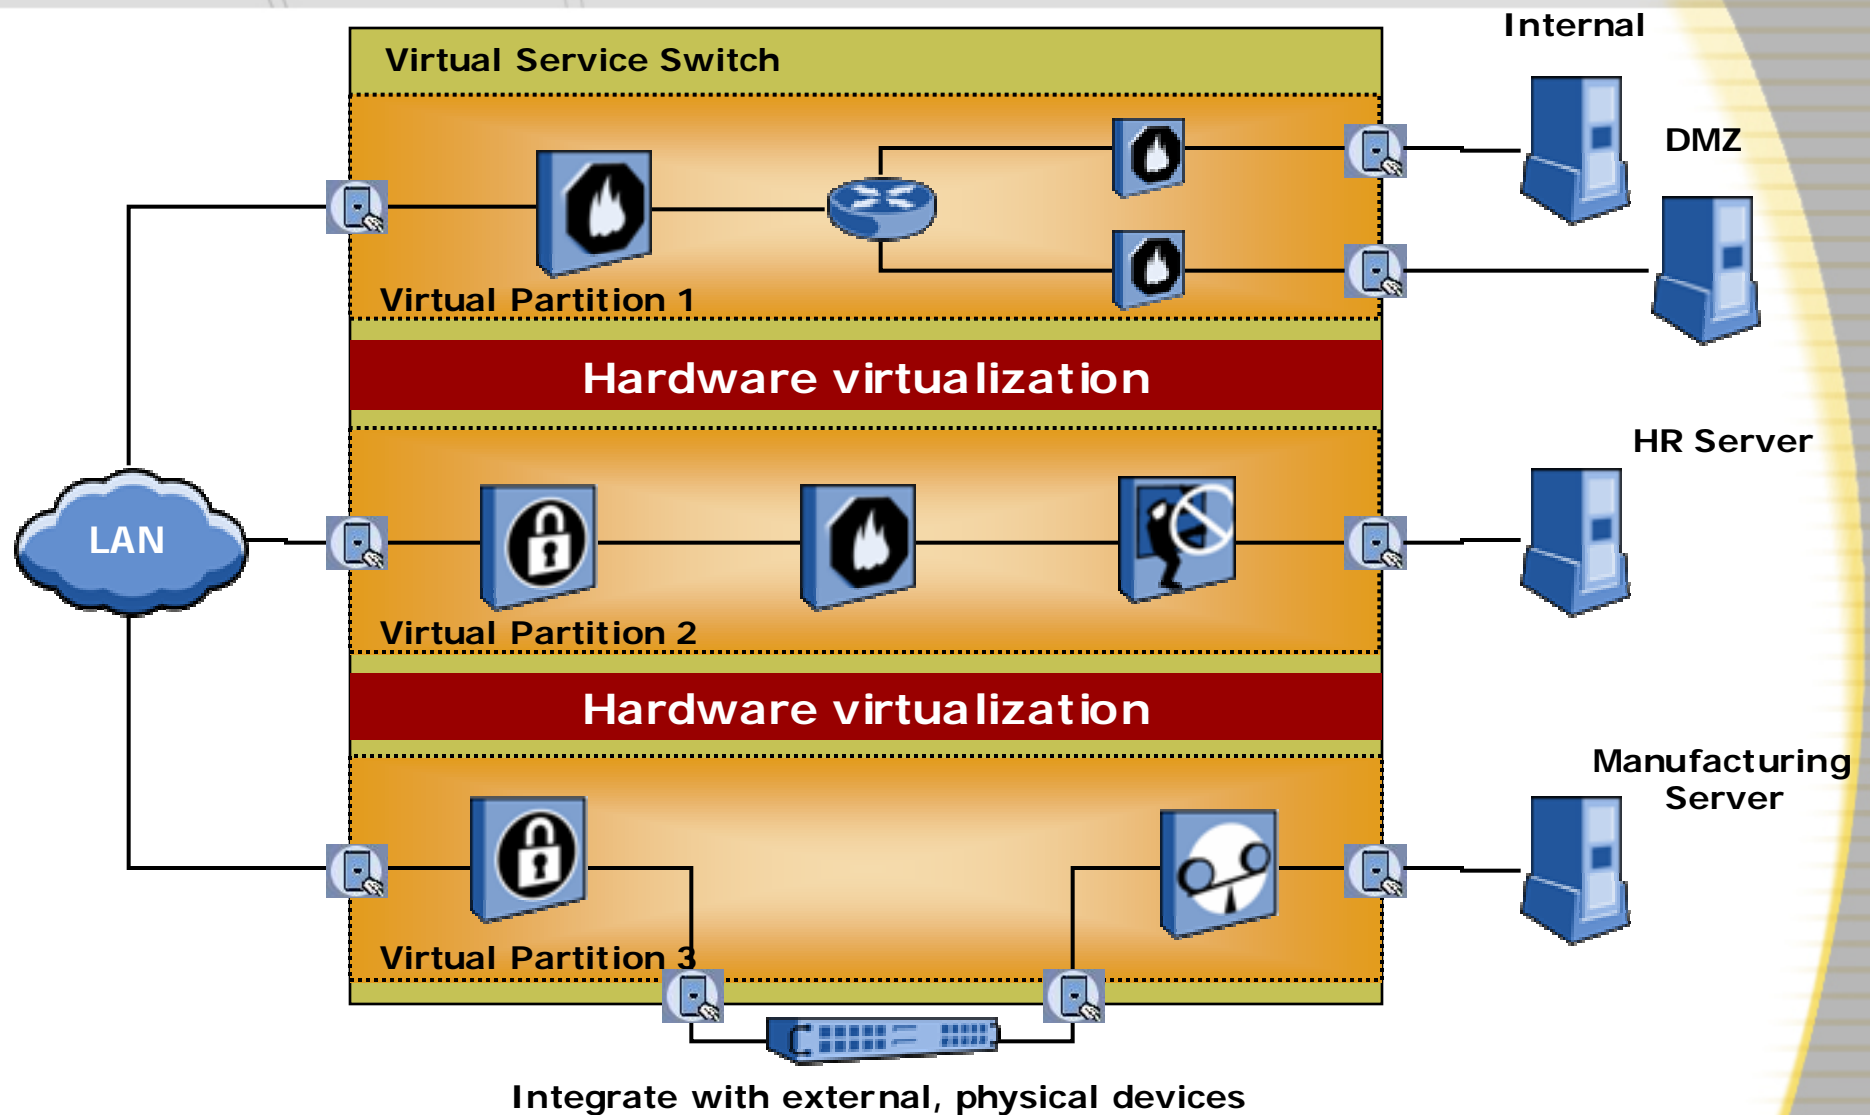 Internal
Virtual Service Switch
DMZ
Virtual Partition 1
Hardware virtualization
HR Server
LAN
Virtual Partition 2
Hardware virtualization
Manufacturing
Server
Virtual Partition 3
Integrate with external, physical devices